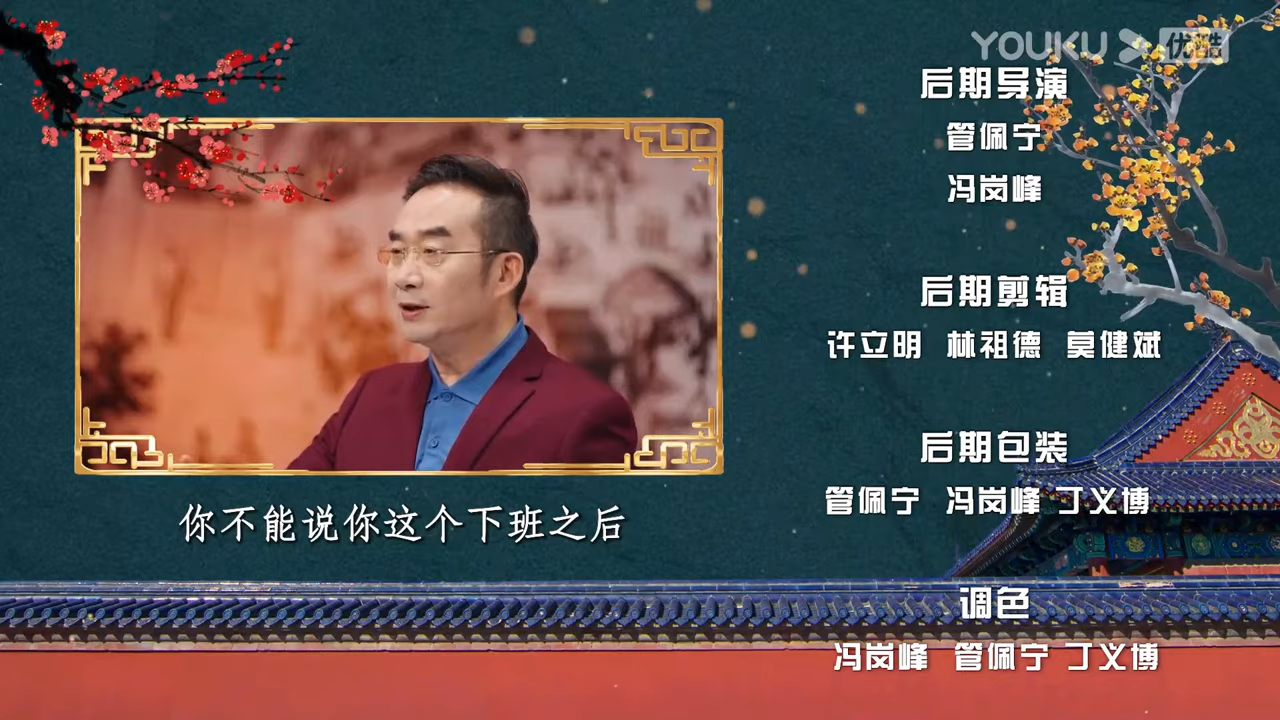 YOUKU 优酷
后期导演
管佩宁
冯岗峰
后期剪辑
许立明 林祖德 莫健斌
后期包装
管佩宁 冯岗峰 丁义博
调色
冯岗峰 管佩宁 丁义博
你不能说你这个下班之后